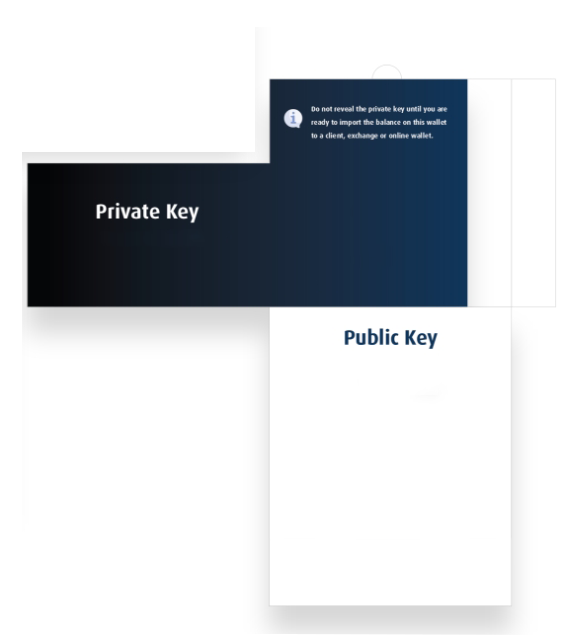 Do not reveal the private key until you are
ready to import the balance on this wallet
to a client, exchange or online wallet.
Private Key
Public Key